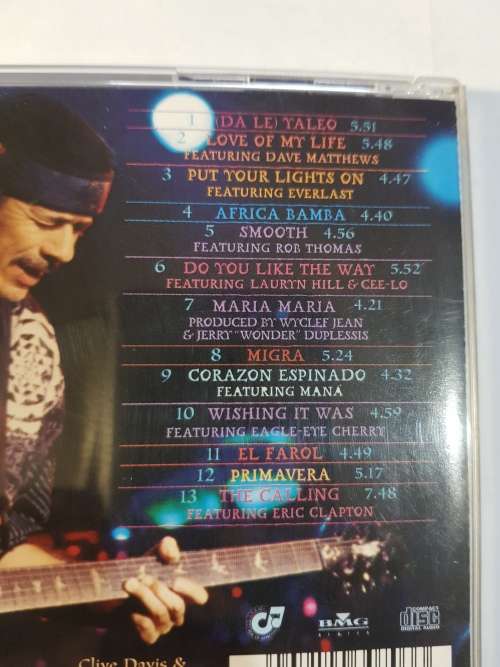 1 (DA LE) YALEO 5.51
2 LOVE OF MY LIFE 5.48
FEATURING DAVE MATTHEWS
3 PUT YOUR LIGHTS ON 4.47
FEATURING EVERLAST
4 AFRICA BAMBA 4.40
5 SMOOTH 4.56
FEATURING ROB THOMAS
6 DO YOU LIKE THE WAY 5.52
FEATURING LAURYN HILL & CEE-LO
7 MARIA MARIA 4.21
PRODUCED BY WYCLEF JEAN
& JERRY "WONDER" DUPLESSIS
8 MIGRA 5.24
9 CORAZON ESPINADO 4.32
FEATURING MANÁ
10 WISHING IT WAS 4.59
FEATURING EAGLE-EYE CHERRY
11 EL FAROL 4.49
12 PRIMAVERA 5.17
13 THE CALLING 7.48
FEATURING ERIC CLAPTON
BMG
COMPACT
disc
DIGITAL AUDIO
Clive Davis &